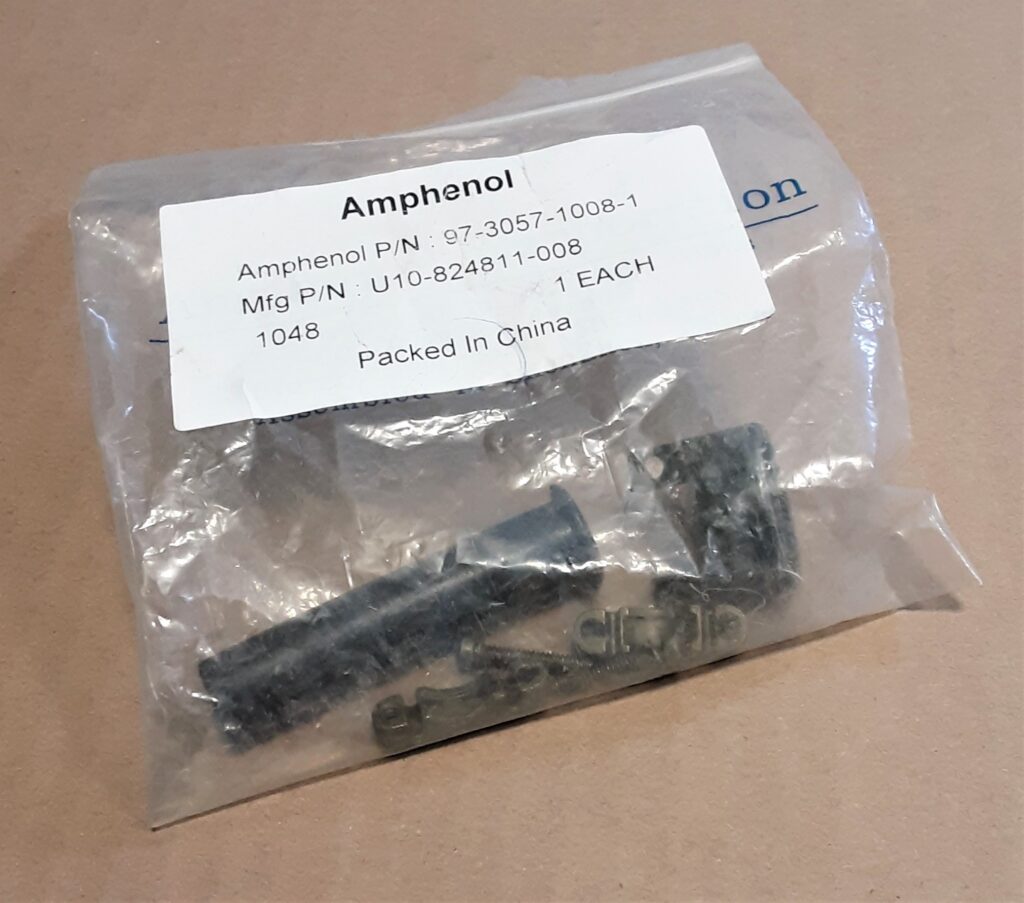 Amphenol
Amphenol P/N : 97-3057-1008-1
Mfg P/N : U10-824811-008
1048 1 EACH
Packed In China
on